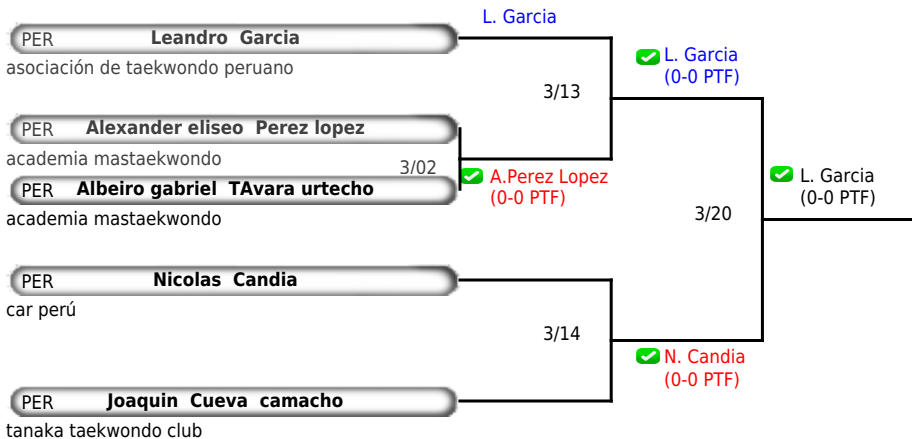 L. Garcia
PER Leandro Garcia
asociación de taekwondo peruano
L. Garcia
(0-0 PTF)
3/13
PER Alexander eliseo Perez lopez
academia mastaekwondo
3/02
A.Perez Lopez
(0-0 PTF)
PER Albeiro gabriel TAvara urtecho
academia mastaekwondo
L. Garcia
(0-0 PTF)
3/20
PER Nicolas Candia
car perú
3/14
N. Candia
(0-0 PTF)
PER Joaquin Cueva camacho
tanaka taekwondo club